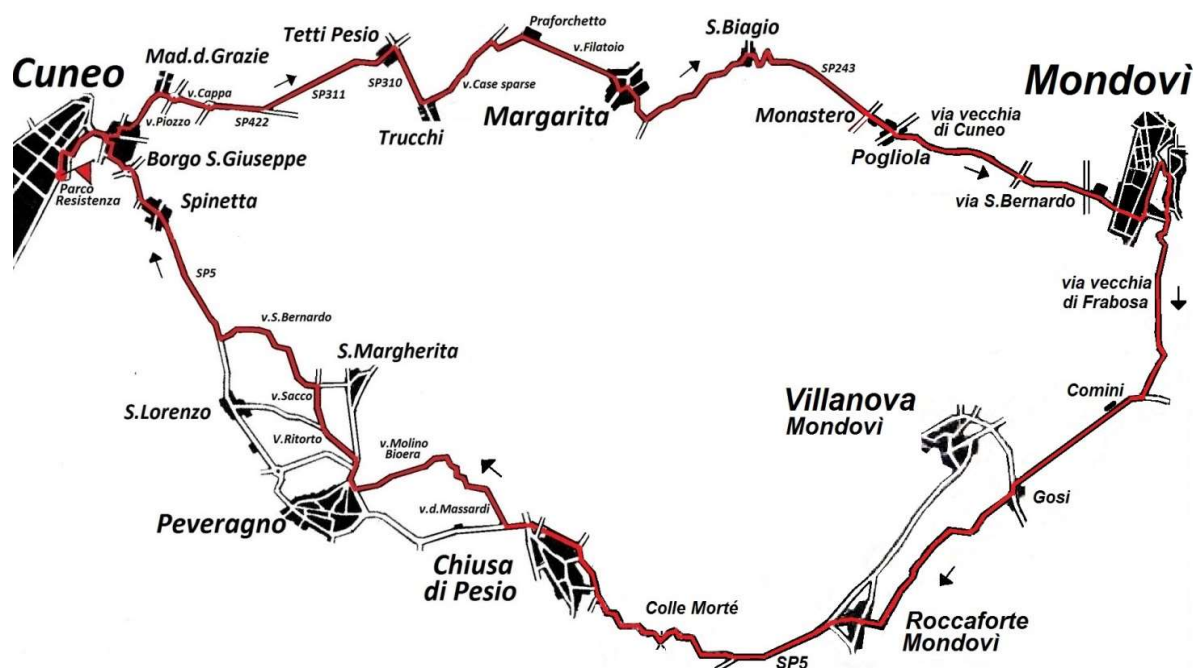 Cuneo
Mad.d.Grazie
v.Piozzo
v.Cappa
SP422
SP311
Tetti Pesio
SP310
Trucchi
v.Case sparse
Praforchetto
v.Filatoio
Margarita
S.Biagio
SP243
Monastero
Pogliola
via vecchia
di Cuneo
via S.Bernardo
Mondovì
Borgo S.Giuseppe
Parco
Resistenza
Spinetta
SP5
v.S.Bernardo
S.Margherita
S.Lorenzo
v.Sacco
V.Ritorto
v.Molino
Bioera
Peveragno
v.d.Massardi
Chiusa
di Pesio
Colle Morté
SP5
Roccaforte
Mondovì
Villanova
Mondovì
Gosi
Comini
via vecchia
di Frabosa